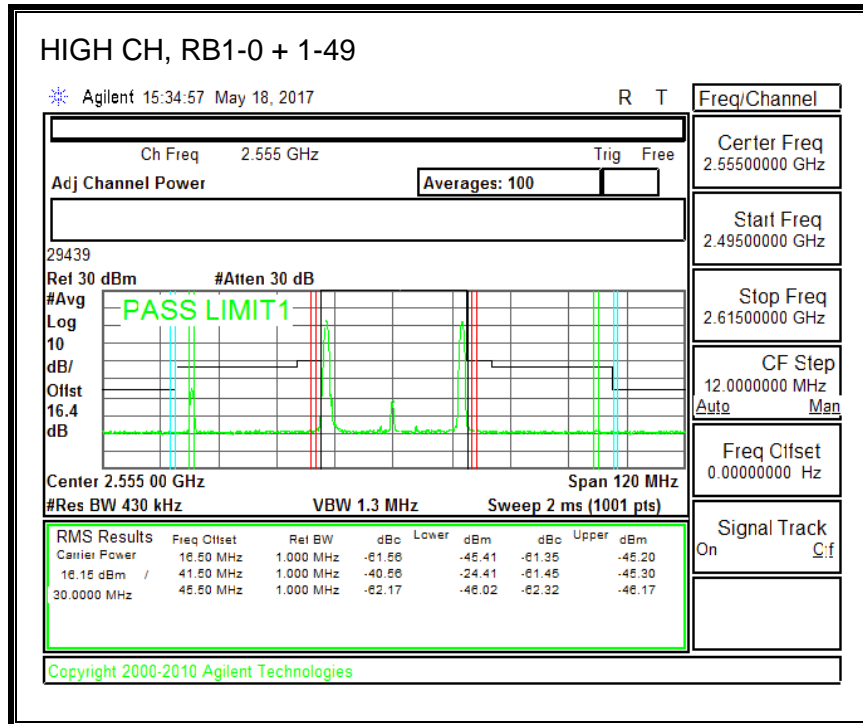 HIGH CH, RB1-0 + 1-49
Agilent 15:34:57 May 18, 2017 R T
Freq/Channel
Ch Freq 2.555 GHz Trig Free
Adj Channel Power Averages: 100
29439
Ref 30 dBm #Atten 30 dB
#Avg
Log
10
dB/
Offst
16.4
dB
PASS LIMIT1
Center 2.555 00 GHz Span 120 MHz
#Res BW 430 kHz VBW 1.3 MHz Sweep 2 ms (1001 pts)
RMS Results Freq Offset Ref BW dBc Lower dBm dBc Upper dBm
Carrier Power 16.50 MHz 1.000 MHz -61.56 -45.41 -61.35 -45.20
16.15 dBm / 41.50 MHz 1.000 MHz -40.56 -24.41 -61.45 -45.30
30.0000 MHz 45.50 MHz 1.000 MHz -62.17 -46.02 -62.32 -46.17
Copyright 2000-2010 Agilent Technologies
Center Freq
2.55500000 GHz
Start Freq
2.49500000 GHz
Stop Freq
2.61500000 GHz
CF Step
12.0000000 MHz
Auto Man
Freq Offset
0.00000000 Hz
Signal Track
On Off